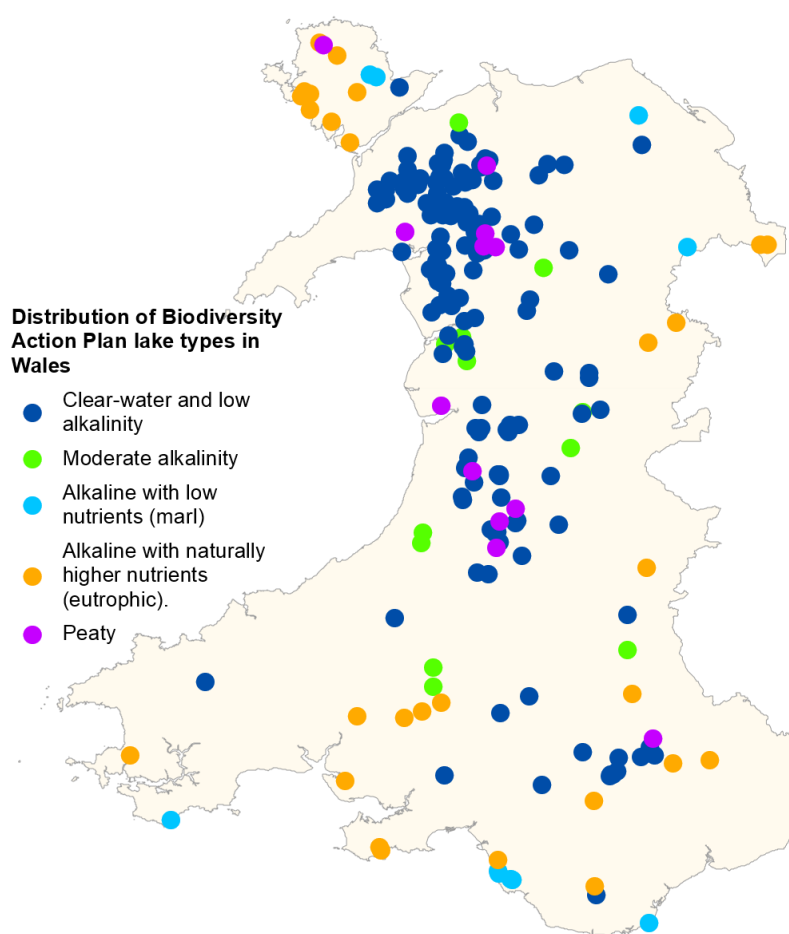 Distribution of Biodiversity
Action Plan lake types in
Wales
Clear-water and low
alkalinity
Moderate alkalinity
Alkaline with low
nutrients (marl)
Alkaline with naturally
higher nutrients
(eutrophic).
Peaty